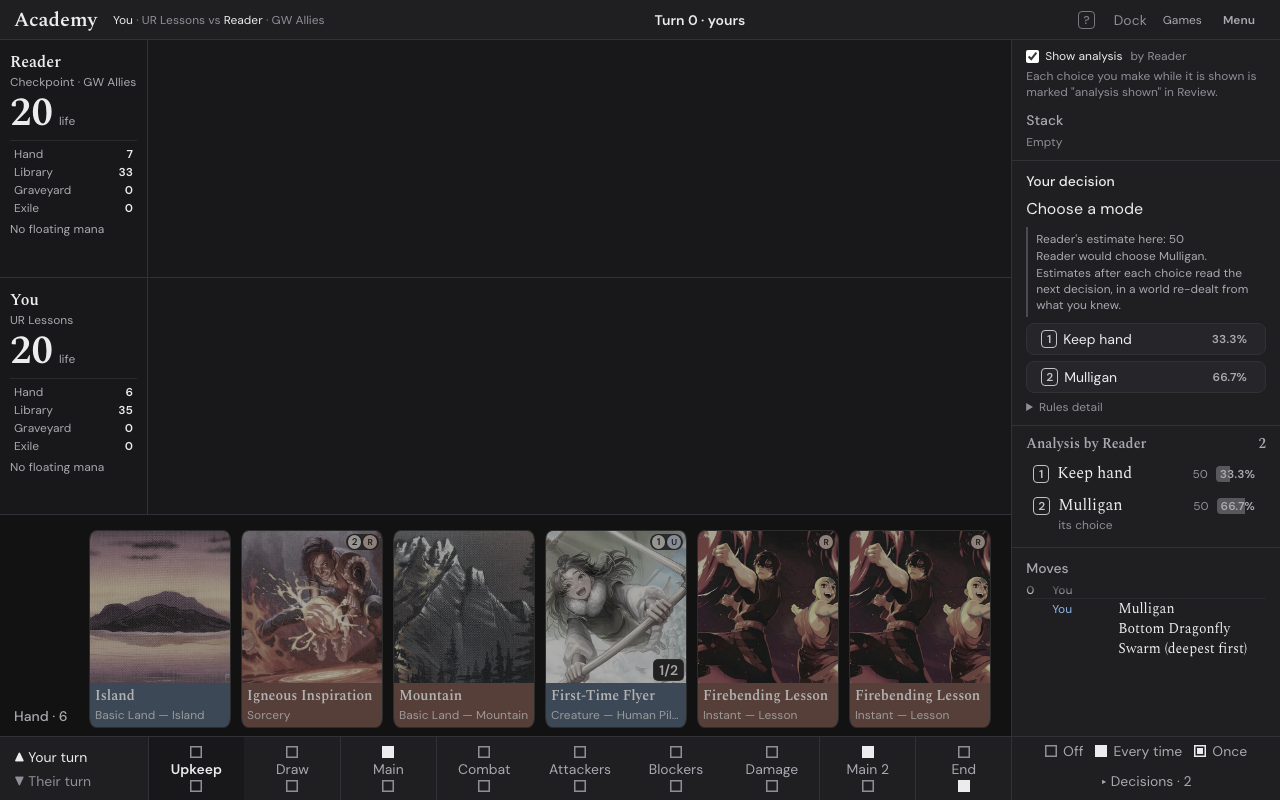 Academy
You · UR Lessons vs Reader · GW Allies
Turn 0 · yours
?
Dock
Games
Menu
Reader
Checkpoint · GW Allies
20 life
Hand 7
Library 33
Graveyard 0
Exile 0
No floating mana
You
UR Lessons
20 life
Hand 6
Library 35
Graveyard 0
Exile 0
No floating mana
Show analysis by Reader
Each choice you make while it is shown is
marked "analysis shown" in Review.
Stack
Empty
Your decision
Choose a mode
Reader's estimate here: 50
Reader would choose Mulligan.
Estimates after each choice read the
next decision, in a world re-dealt from
what you knew.
1 Keep hand 33.3%
2 Mulligan 66.7%
Rules detail
Analysis by Reader 2
1 Keep hand 50 33.3%
2 Mulligan 50 66.7%
its choice
Moves
0 You
You Mulligan
Bottom Dragonfly
Swarm (deepest first)
Hand · 6
Island
Basic Land — Island
2 R
Igneous Inspiration
Sorcery
Mountain
Basic Land — Mountain
1 U
1/2
First-Time Flyer
Creature — Human Pil…
R
Firebending Lesson
Instant — Lesson
R
Firebending Lesson
Instant — Lesson
Your turn
Their turn
Upkeep
Draw
Main
Combat
Attackers
Blockers
Damage
Main 2
End
Off Every time Once
Decisions · 2